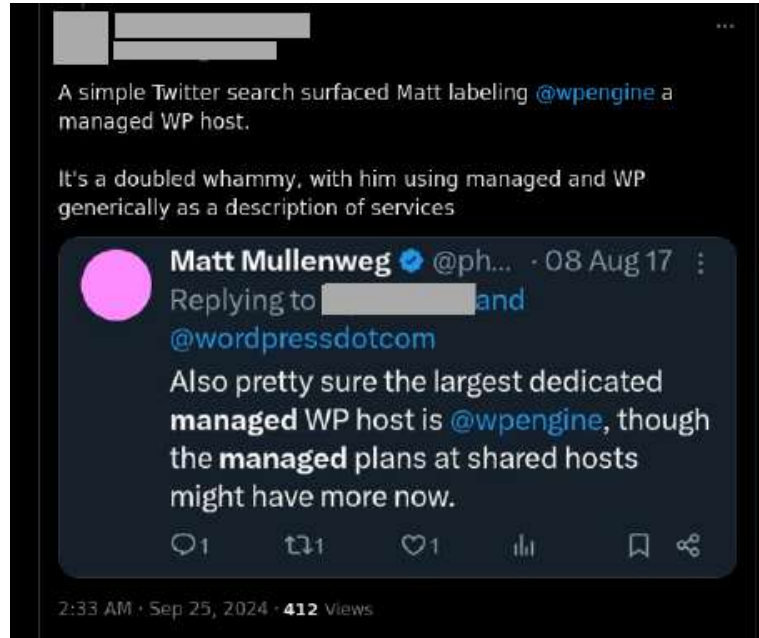 A simple Twitter search surfaced Matt labeling @wpengine a
managed WP host.
It's a doubled whammy, with him using managed and WP
generically as a description of services
Matt Mullenweg @ph... · 08 Aug 17
Replying to and
@wordpressdotcom
Also pretty sure the largest dedicated
managed WP host is @wpengine, though
the managed plans at shared hosts
might have more now.
1 1 1
2:33 AM · Sep 25, 2024 · 412 Views